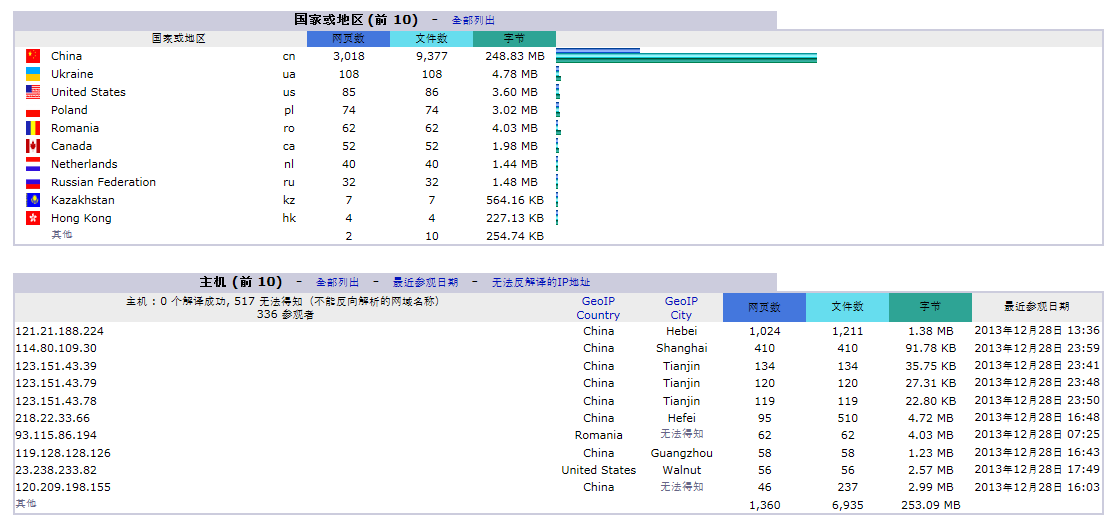 国家或地区 (前 10) - 全部列出
国家或地区 网页数 文件数 字节
China cn 3,018 9,377 248.83 MB
Ukraine ua 108 108 4.78 MB
United States us 85 86 3.60 MB
Poland pl 74 74 3.02 MB
Romania ro 62 62 4.03 MB
Canada ca 52 52 1.98 MB
Netherlands nl 40 40 1.44 MB
Russian Federation ru 32 32 1.48 MB
Kazakhstan kz 7 7 564.16 KB
Hong Kong hk 4 4 227.13 KB
其他 2 10 254.74 KB
主机 (前 10) - 全部列出 - 最近参观日期 - 无法反解译的IP地址
主机 : 0 个解译成功, 517 无法得知 (不能反向解析的网域名称)
336 参观者 GeoIP Country GeoIP City 网页数 文件数 字节 最近参观日期
121.21.188.224 China Hebei 1,024 1,211 1.38 MB 2013年12月28日 13:36
114.80.109.30 China Shanghai 410 410 91.78 KB 2013年12月28日 23:59
123.151.43.39 China Tianjin 134 134 35.75 KB 2013年12月28日 23:41
123.151.43.79 China Tianjin 120 120 27.31 KB 2013年12月28日 23:48
123.151.43.78 China Tianjin 119 119 22.80 KB 2013年12月28日 23:50
218.22.33.66 China Hefei 95 510 4.72 MB 2013年12月28日 16:48
93.115.86.194 Romania 无法得知 62 62 4.03 MB 2013年12月28日 07:25
119.128.128.126 China Guangzhou 58 58 1.23 MB 2013年12月28日 16:43
23.238.233.82 United States Walnut 56 56 2.57 MB 2013年12月28日 17:49
120.209.198.155 China 无法得知 46 237 2.99 MB 2013年12月28日 16:03
其他 1,360 6,935 253.09 MB